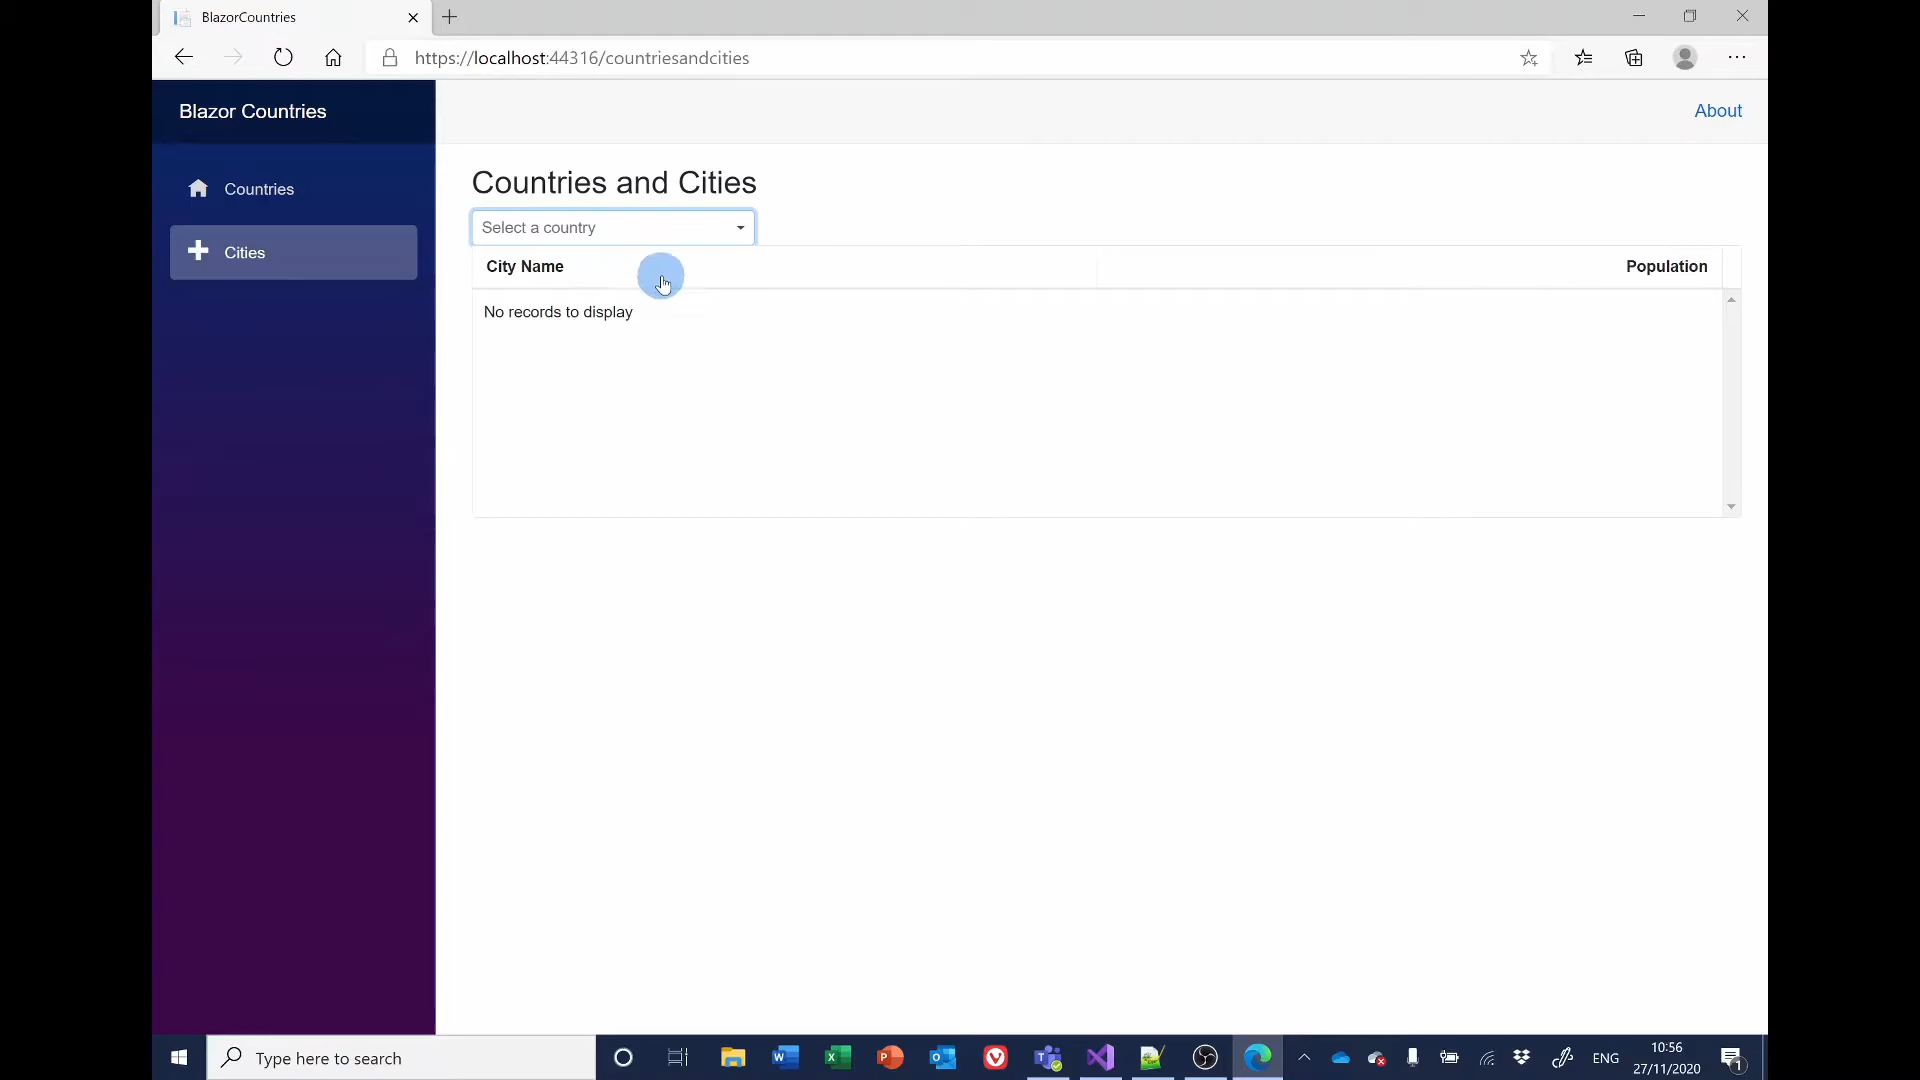 BlazorCountries
https://localhost:44316/countriesandcities
Blazor Countries
About
Countries
Cities
Countries and Cities
Select a country
City Name
Population
No records to display
Type here to search
ENG
10:56
27/11/2020
1